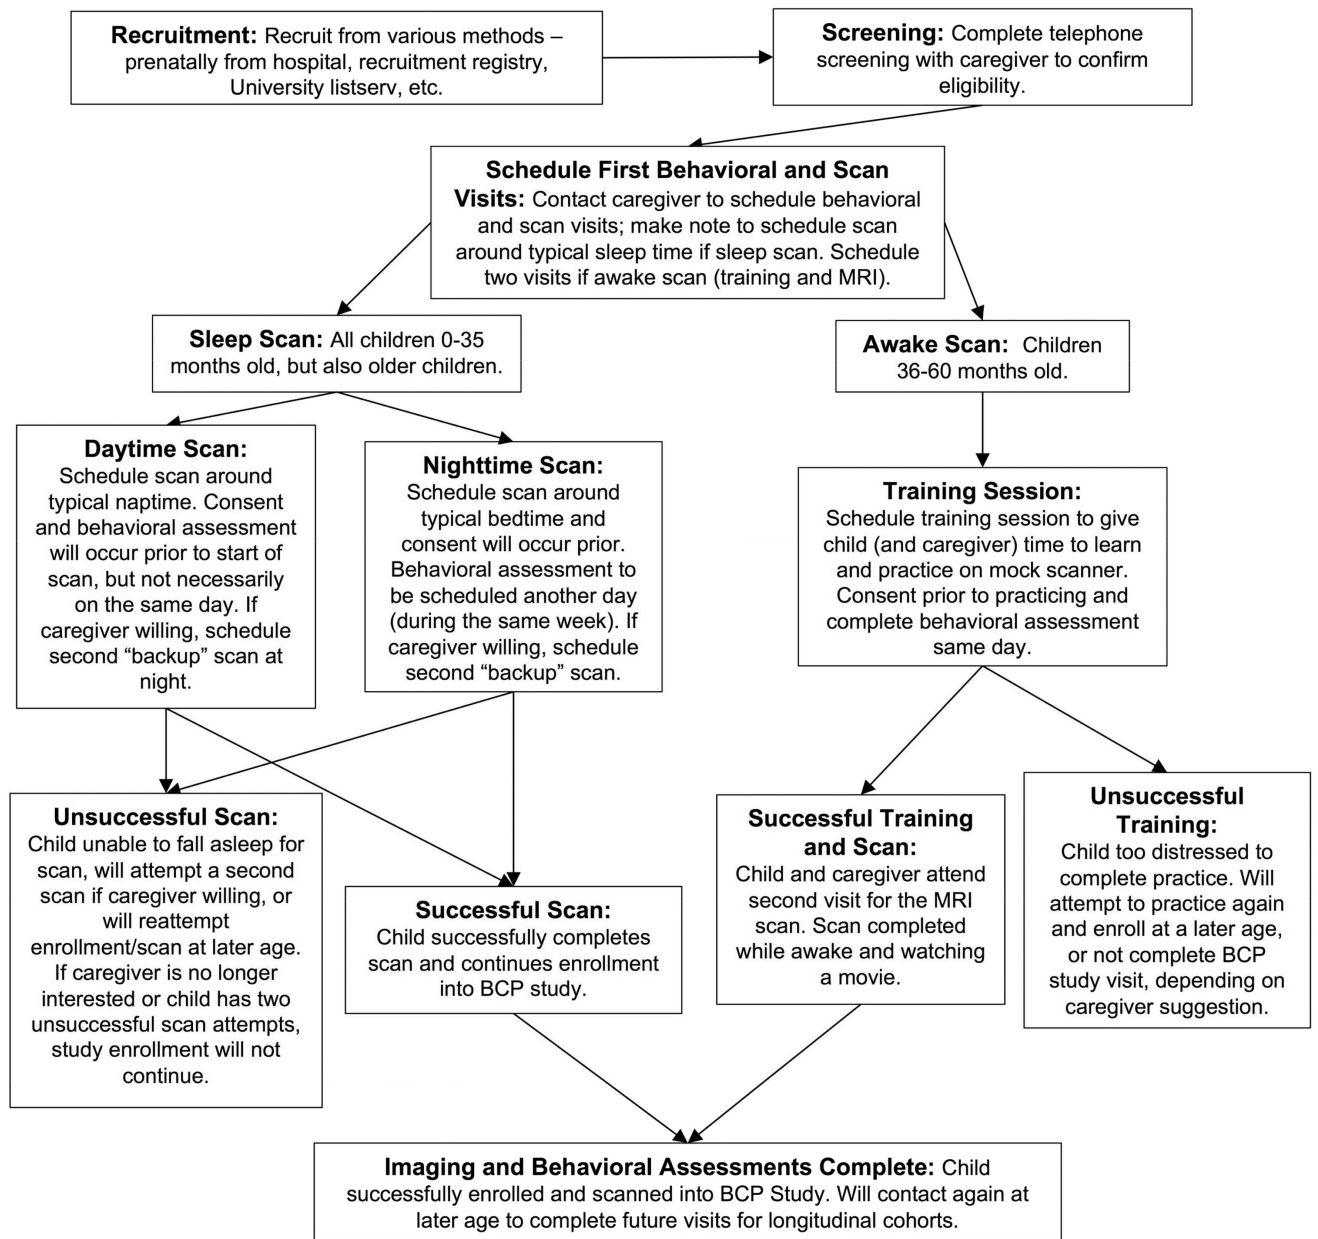 Recruitment: Recruit from various methods –
prenatally from hospital, recruitment registry,
University listserv, etc.
Screening: Complete telephone
screening with caregiver to confirm
eligibility.
Schedule First Behavioral and Scan
Visits: Contact caregiver to schedule behavioral
and scan visits; make note to schedule scan
around typical sleep time if sleep scan. Schedule
two visits if awake scan (training and MRI).
Sleep Scan: All children 0-35
months old, but also older children.
Awake Scan: Children
36-60 months old.
Daytime Scan:
Schedule scan around
typical naptime. Consent
and behavioral assessment
will occur prior to start of
scan, but not necessarily
on the same day. If
caregiver willing, schedule
second “backup” scan at
night.
Nighttime Scan:
Schedule scan around
typical bedtime and
consent will occur prior.
Behavioral assessment to
be scheduled another day
(during the same week). If
caregiver willing, schedule
second “backup” scan.
Training Session:
Schedule training session to give
child (and caregiver) time to learn
and practice on mock scanner.
Consent prior to practicing and
complete behavioral assessment
same day.
Unsuccessful Scan:
Child unable to fall asleep for
scan, will attempt a second
scan if caregiver willing, or
will reattempt
enrollment/scan at later age.
If caregiver is no longer
interested or child has two
unsuccessful scan attempts,
study enrollment will not
continue.
Successful Scan:
Child successfully completes
scan and continues enrollment
into BCP study.
Successful Training
and Scan:
Child and caregiver attend
second visit for the MRI
scan. Scan completed
while awake and watching
a movie.
Unsuccessful
Training:
Child too distressed to
complete practice. Will
attempt to practice again
and enroll at a later age,
or not complete BCP
study visit, depending on
caregiver suggestion.
Imaging and Behavioral Assessments Complete: Child
successfully enrolled and scanned into BCP Study. Will contact again at
later age to complete future visits for longitudinal cohorts.